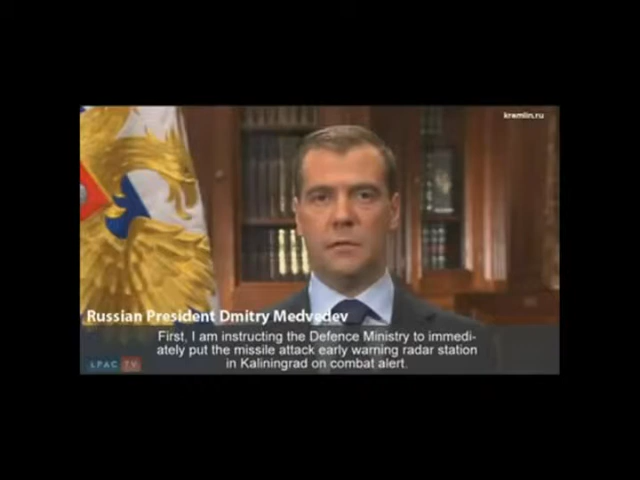 kremlin.ru
Russian President Dmitry Medvedev
First, I am instructing the Defence Ministry to immedi-
ately put the missile attack early warning radar station
in Kaliningrad on combat alert.
LPAC TV